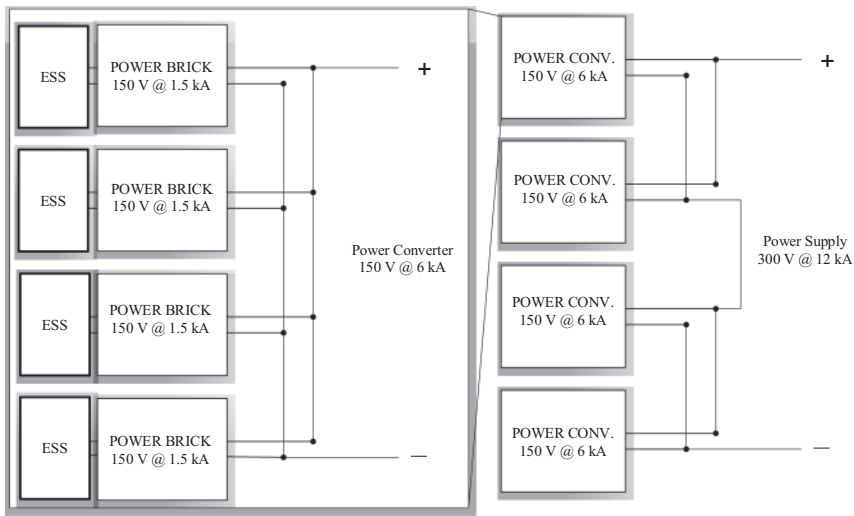 ESS
POWER BRICK
150 V @ 1.5 kA
+
ESS
POWER BRICK
150 V @ 1.5 kA
Power Converter
150 V @ 6 kA
ESS
POWER BRICK
150 V @ 1.5 kA
ESS
POWER BRICK
150 V @ 1.5 kA
—
POWER CONV.
150 V @ 6 kA
+
POWER CONV.
150 V @ 6 kA
Power Supply
300 V @ 12 kA
POWER CONV.
150 V @ 6 kA
POWER CONV.
150 V @ 6 kA
—